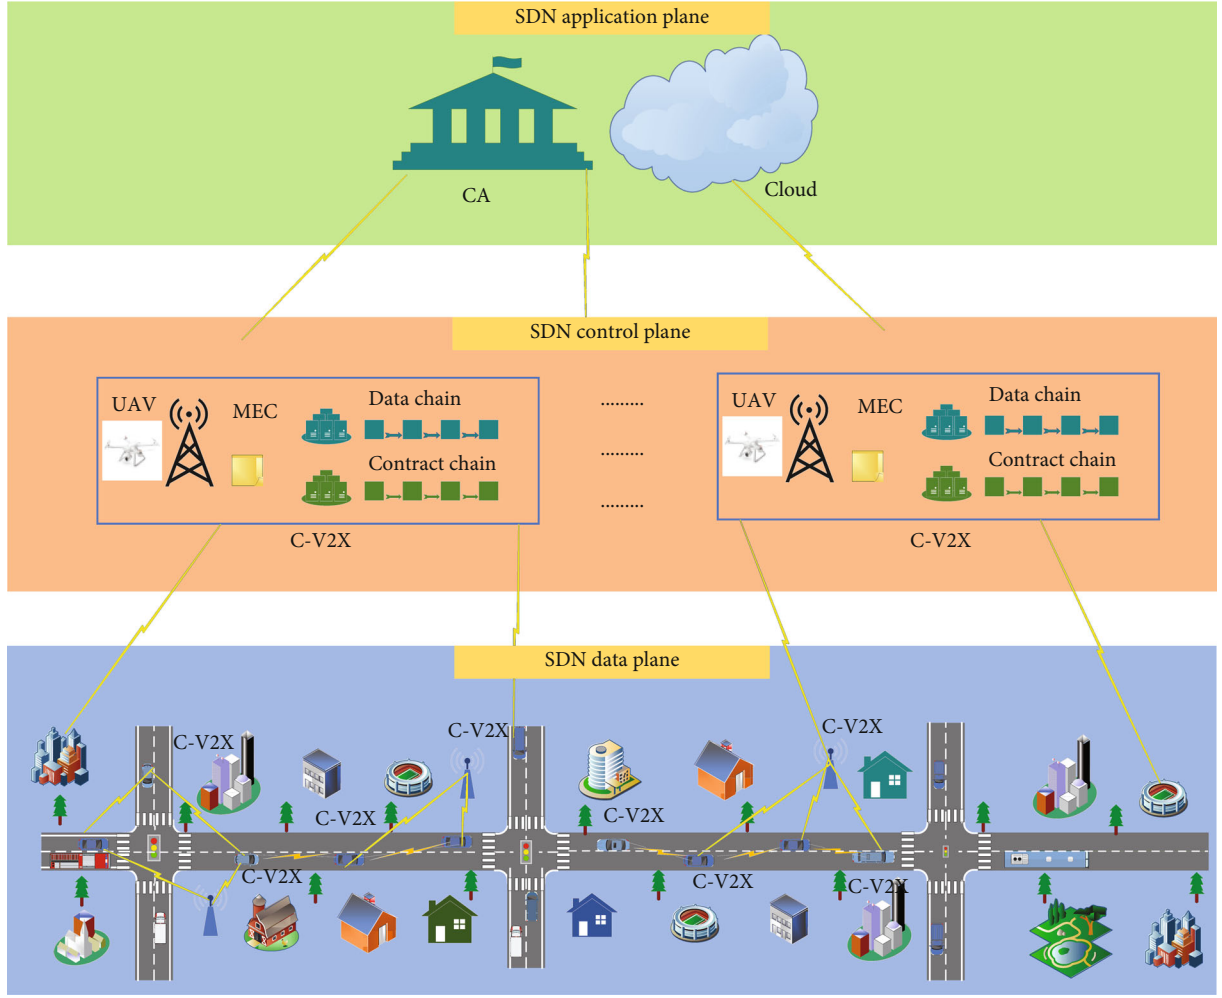 SDN application plane
CA
Cloud
SDN control plane
UAV
MEC
Data chain
Contract chain
C-V2X
.........
.........
.........
UAV
MEC
Data chain
Contract chain
C-V2X
SDN data plane
C-V2X
C-V2X
C-V2X
C-V2X
C-V2X
C-V2X
C-V2X
C-V2X